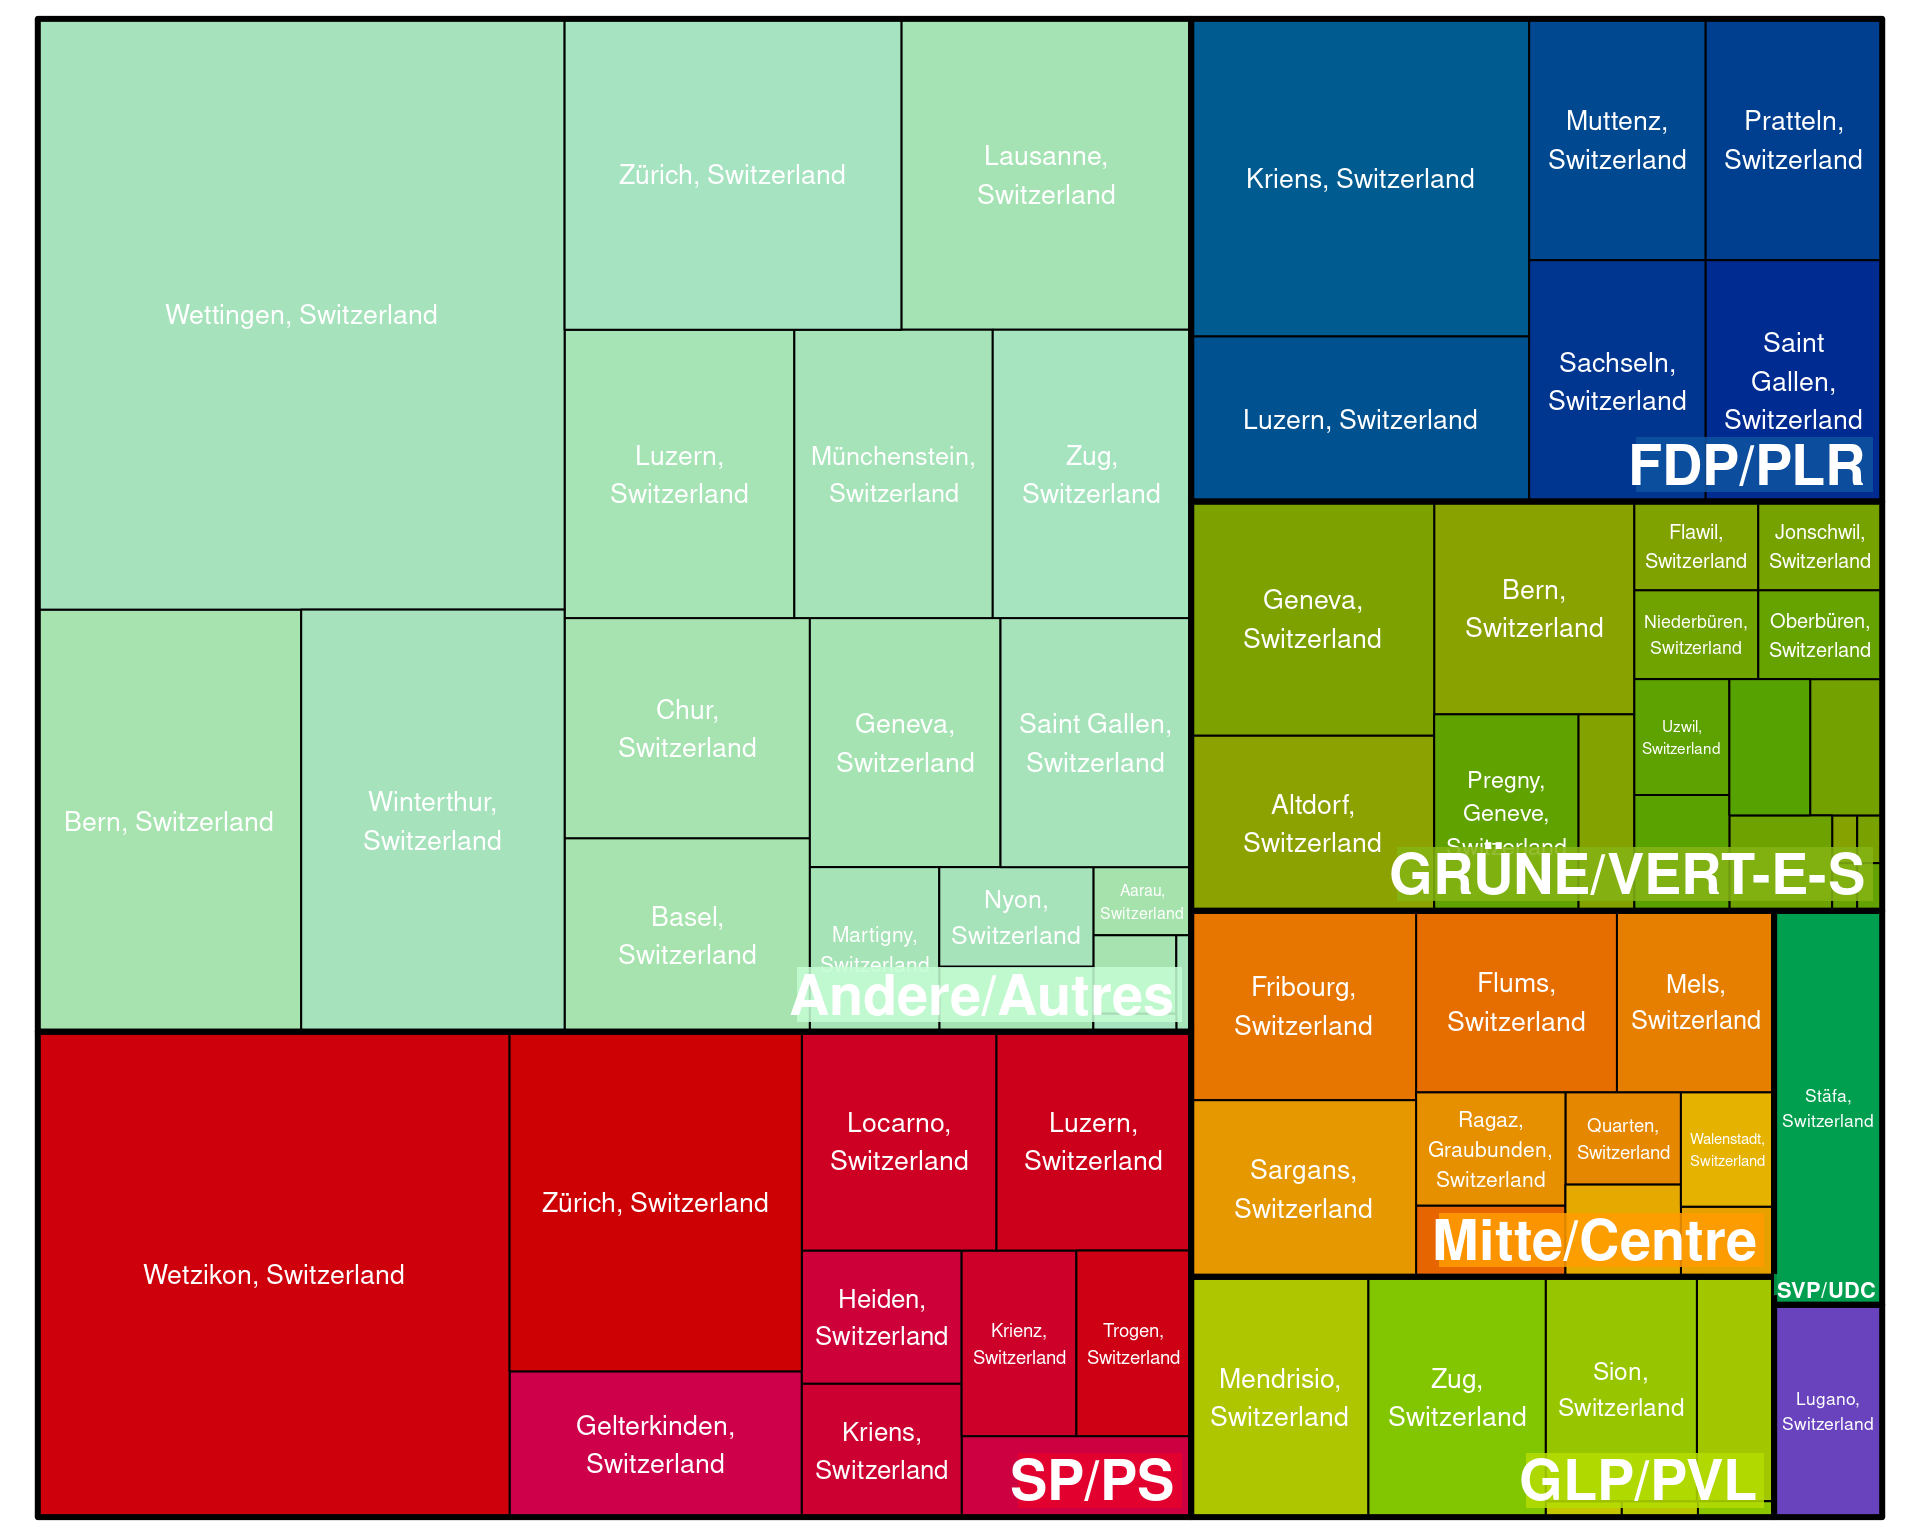 Wettingen, Switzerland
Zürich, Switzerland
Lausanne,
Switzerland
Luzern,
Switzerland
Münchenstein,
Switzerland
Zug,
Switzerland
Bern, Switzerland
Winterthur,
Switzerland
Chur,
Switzerland
Geneva,
Switzerland
Saint Gallen,
Switzerland
Basel,
Switzerland
Martigny,
Switzerland
Nyon,
Switzerland
Aarau,
Switzerland
Andere/Autres
Wetzikon, Switzerland
Zürich, Switzerland
Gelterkinden,
Switzerland
Locarno,
Switzerland
Luzern,
Switzerland
Heiden,
Switzerland
Krienz,
Switzerland
Trogen,
Switzerland
Kriens,
Switzerland
SP/PS
Kriens, Switzerland
Luzern, Switzerland
Muttenz,
Switzerland
Pratteln,
Switzerland
Sachseln,
Switzerland
Saint
Gallen,
Switzerland
FDP/PLR
Geneva,
Switzerland
Altdorf,
Switzerland
Bern,
Switzerland
Pregny,
Geneve,
Switzerland
Flawil,
Switzerland
Jonschwil,
Switzerland
Niederbüren,
Switzerland
Oberbüren,
Switzerland
Uzwil,
Switzerland
GRÜNE/VERT-E-S
Fribourg,
Switzerland
Sargans,
Switzerland
Flums,
Switzerland
Mels,
Switzerland
Ragaz,
Graubunden,
Switzerland
Quarten,
Switzerland
Walenstadt,
Switzerland
Mitte/Centre
Stäfa,
Switzerland
SVP/UDC
Mendrisio,
Switzerland
Zug,
Switzerland
Sion,
Switzerland
GLP/PVL
Lugano,
Switzerland